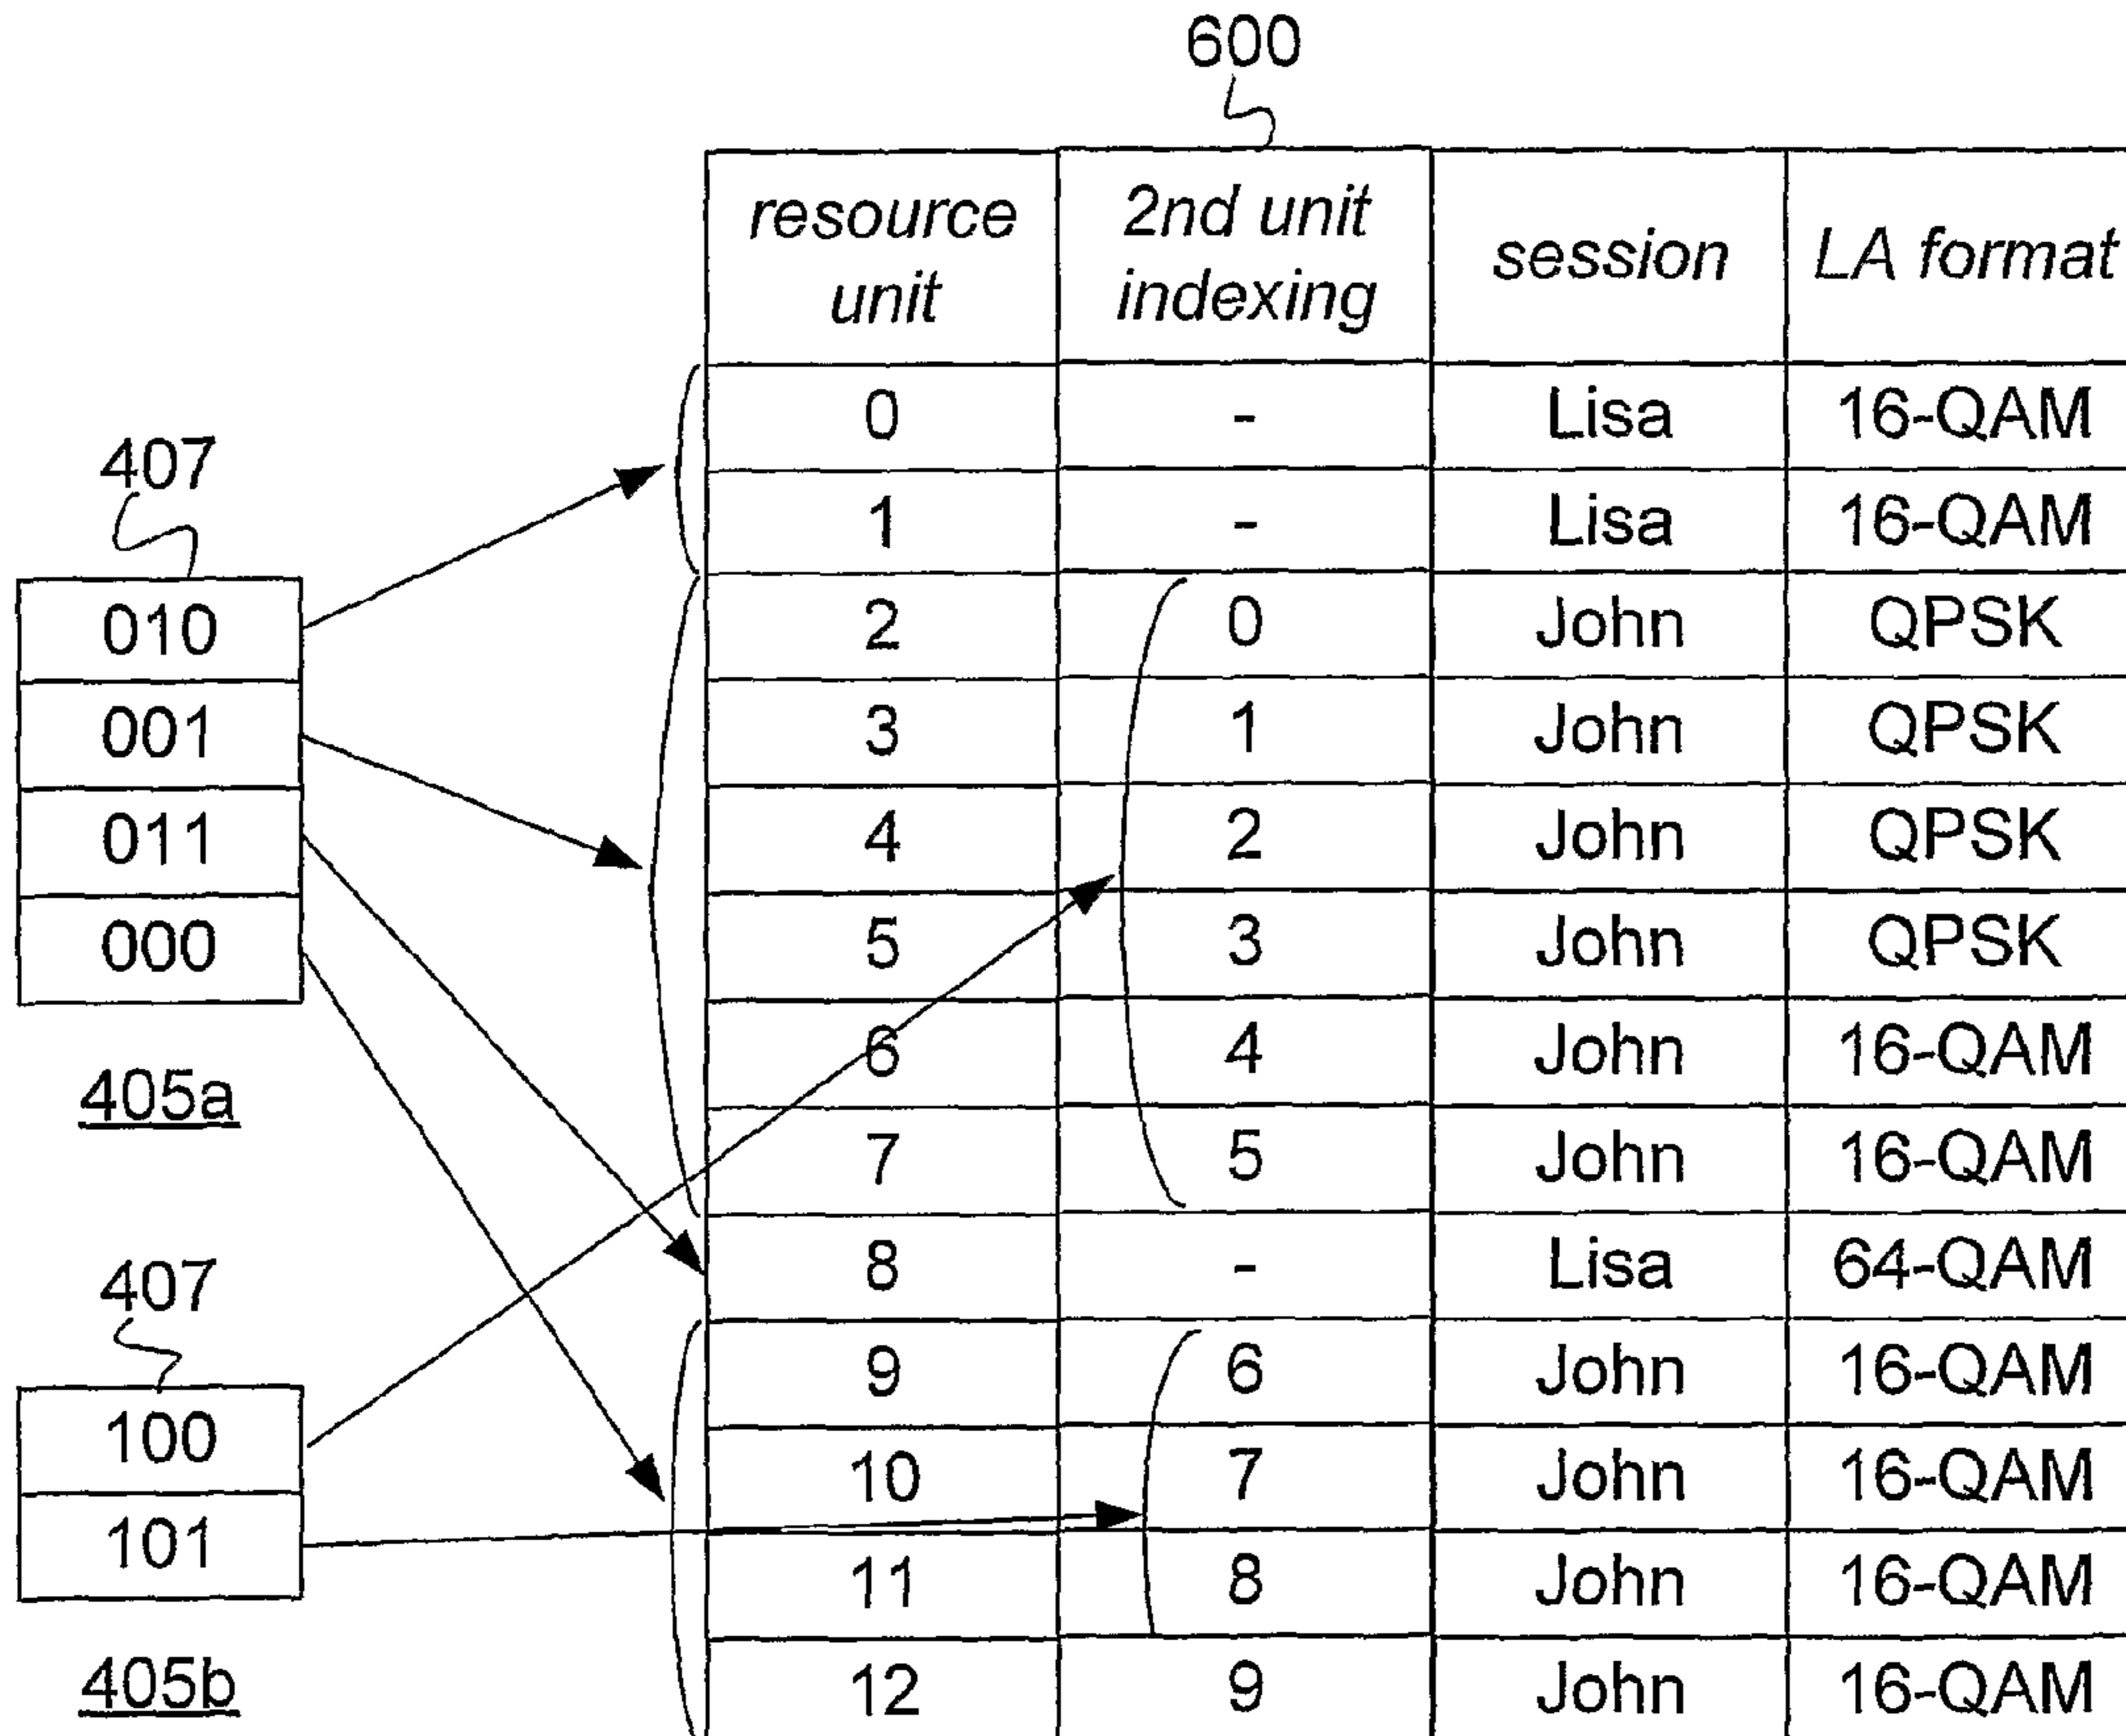 600
resource unit 2nd unit indexing session LA format
0 - Lisa 16-QAM
1 - Lisa 16-QAM
2 0 John QPSK
3 1 John QPSK
4 2 John QPSK
5 3 John QPSK
6 4 John 16-QAM
7 5 John 16-QAM
8 - Lisa 64-QAM
9 6 John 16-QAM
10 7 John 16-QAM
11 8 John 16-QAM
12 9 John 16-QAM
407
010
001
011
000
405a
407
100
101
405b